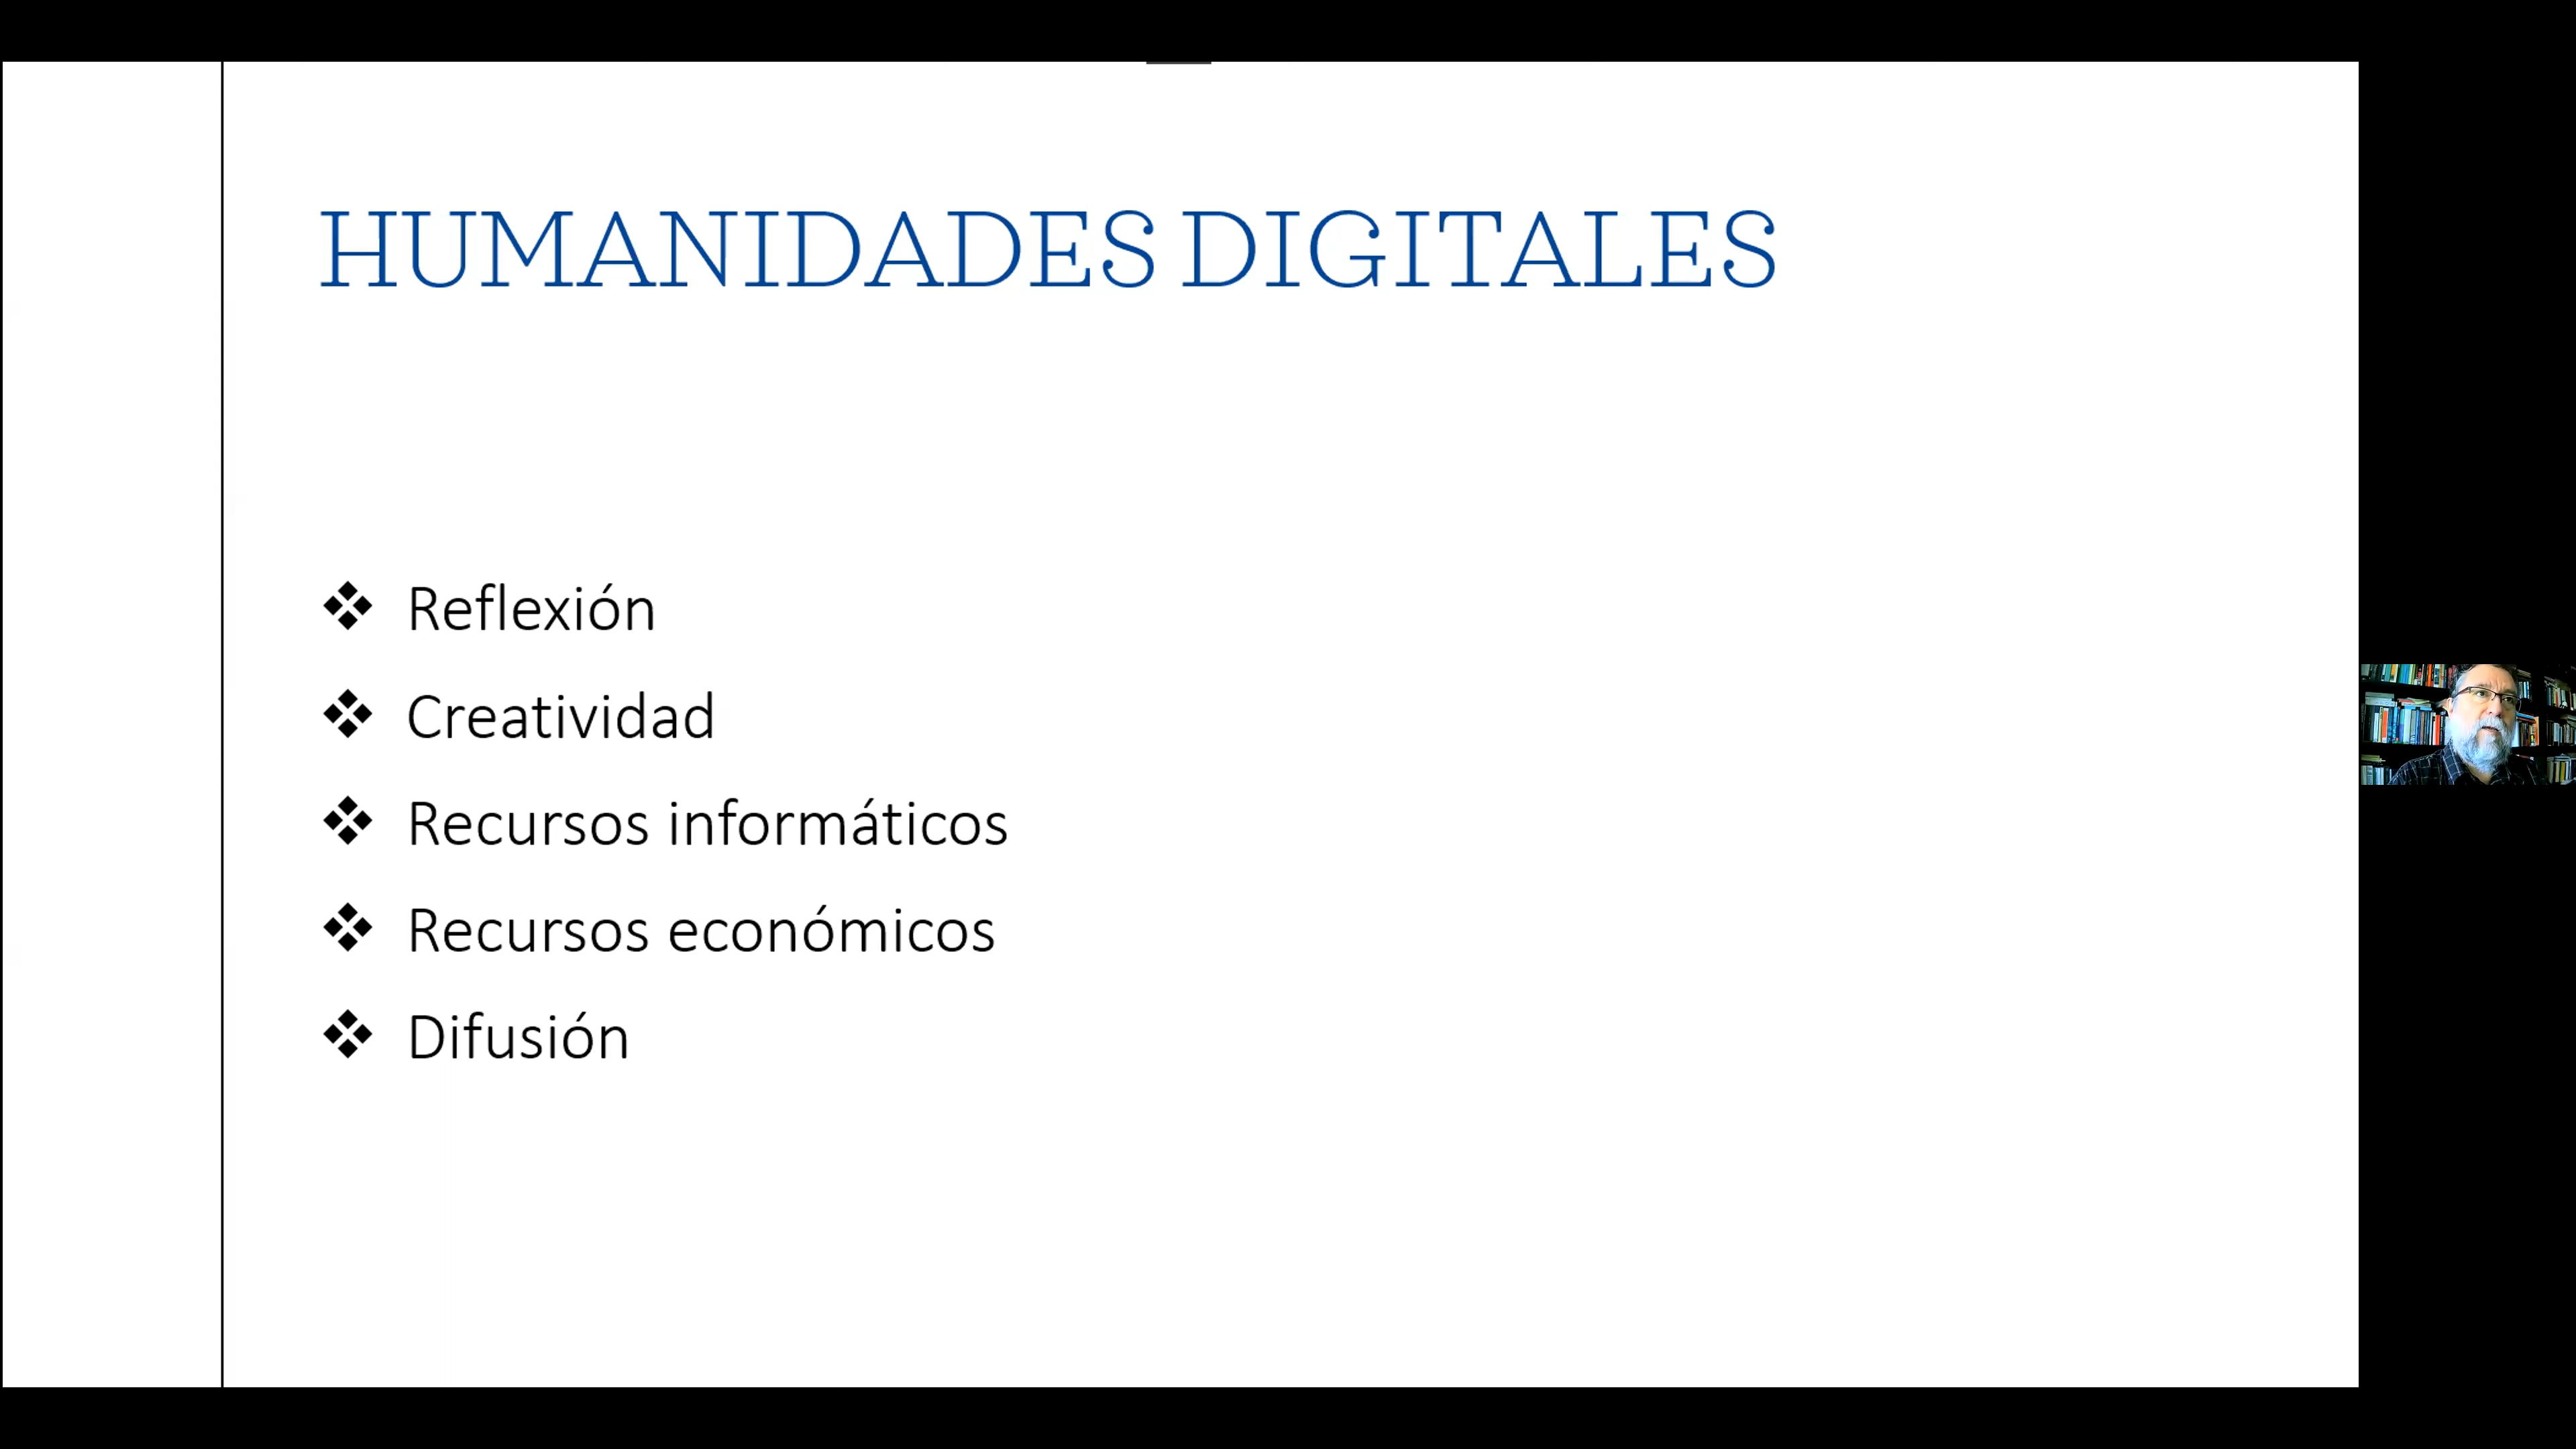 HUMANIDADES DIGITALES
❖ Reflexión
❖ Creatividad
❖ Recursos informáticos
❖ Recursos económicos
❖ Difusión